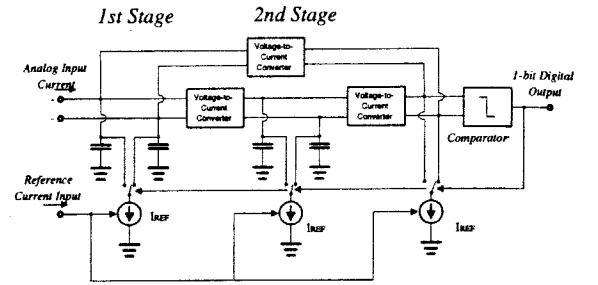 1st Stage
2nd Stage
Voltage-to-
Current
Converter
Analog Input
Current
1-bit Digital
Output
Voltage-to-
Current
Converter
Voltage-to-
Current
Converter
Comparator
Reference
Current Input
IREF
IREF
IREF